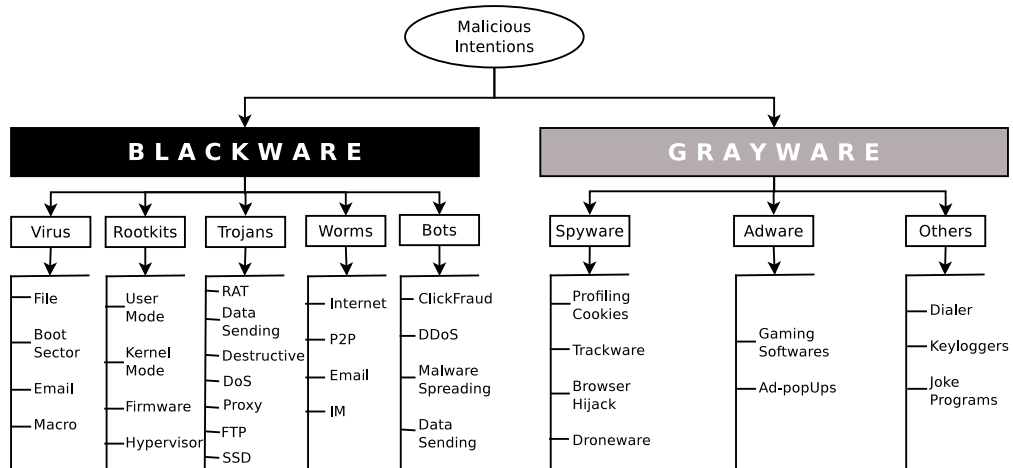 Malicious
Intentions
BLACKWARE
GRAYWARE
Virus
Rootkits
Trojans
Worms
Bots
Spyware
Adware
Others
File
Boot
Sector
Email
Macro
User
Mode
Kernel
Mode
Firmware
Hypervisor
RAT
Data
Sending
Destructive
DoS
Proxy
FTP
SSD
Internet
P2P
Email
IM
ClickFraud
DDoS
Malware
Spreading
Data
Sending
Profiling
Cookies
Trackware
Browser
Hijack
Droneware
Gaming
Softwares
Ad-popUps
Dialer
Keyloggers
Joke
Programs